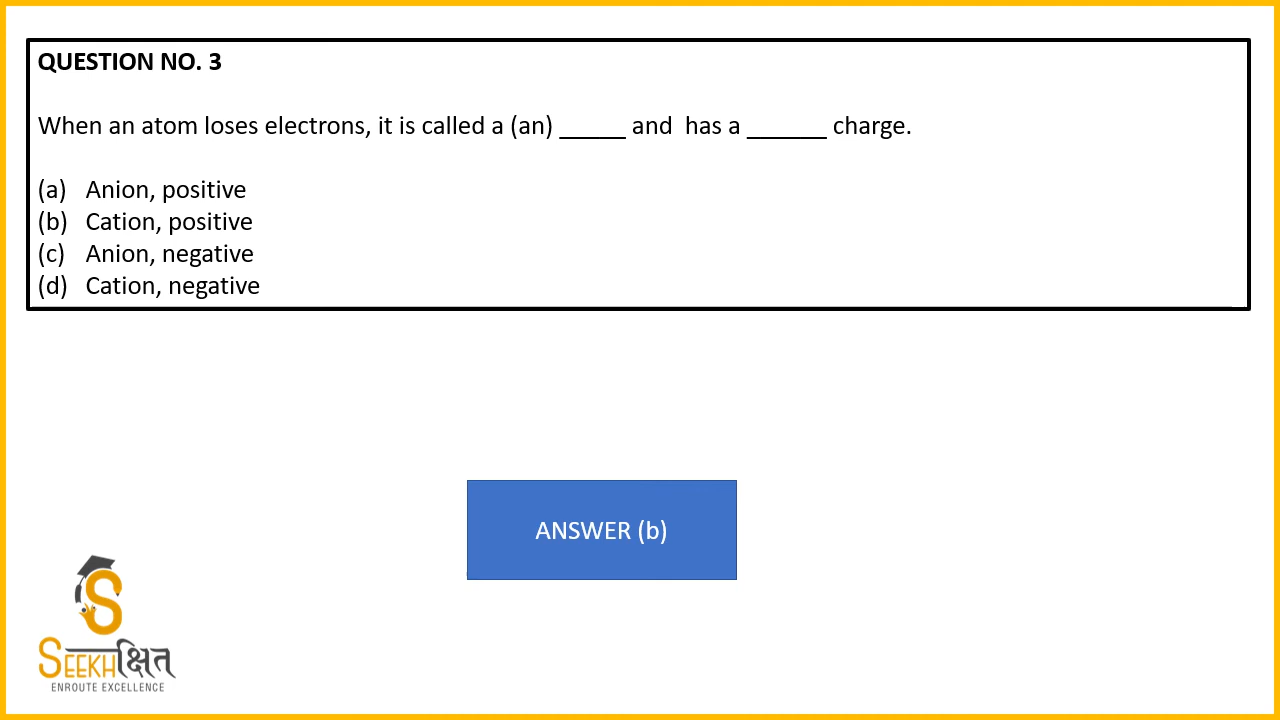 QUESTION NO. 3
When an atom loses electrons, it is called a (an) _____ and  has a ______ charge.
(a) Anion, positive
(b) Cation, positive
(c) Anion, negative
(d) Cation, negative
ANSWER (b)
S
SEEKHक्षित
ENROUTE EXCELLENCE